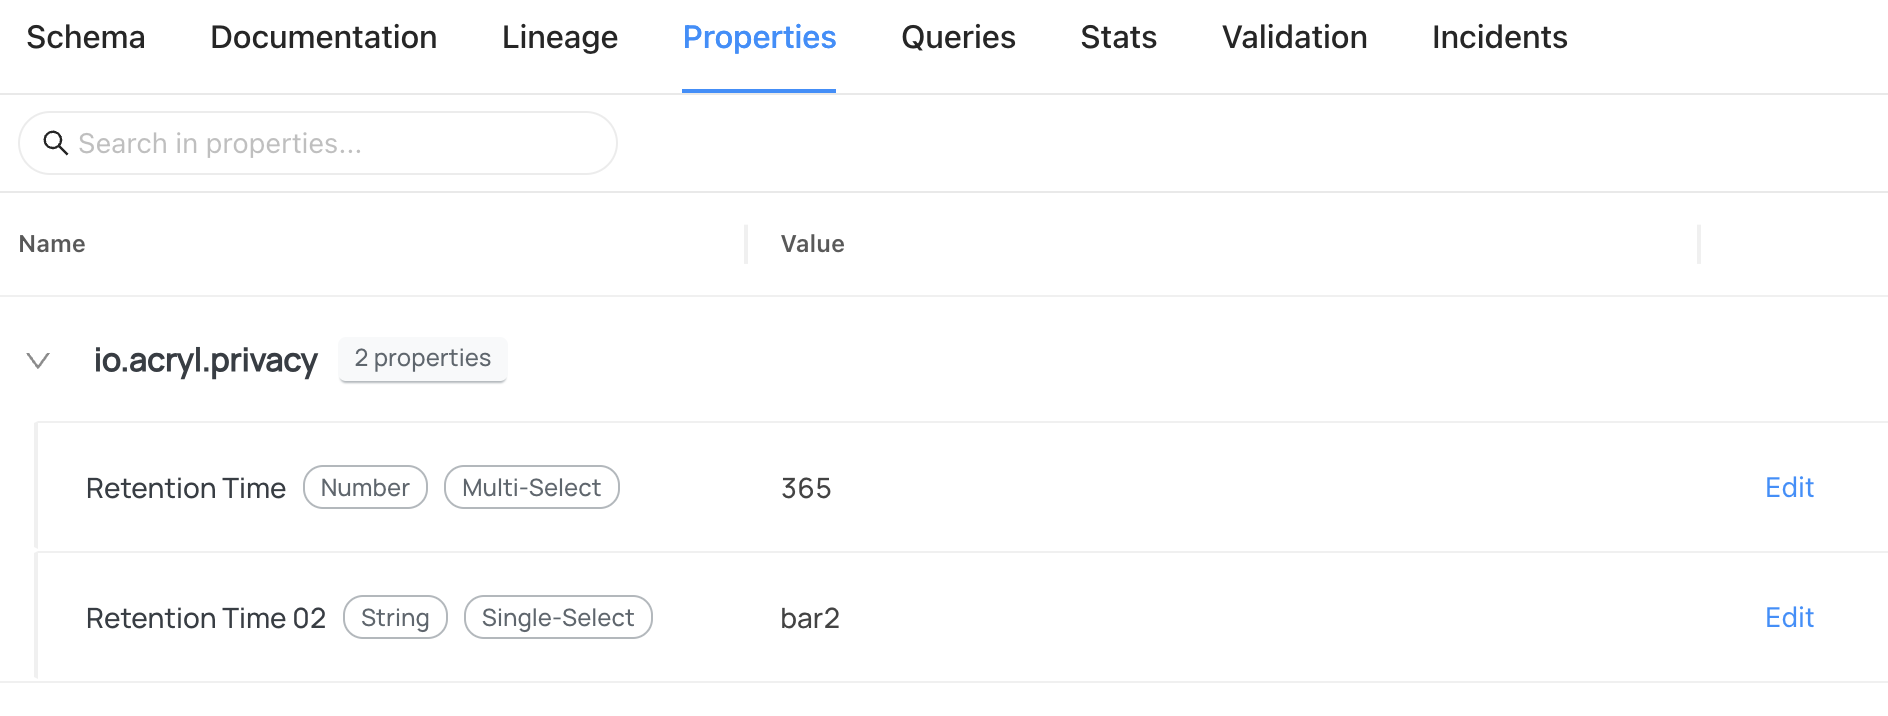 Schema Documentation Lineage Properties Queries Stats Validation Incidents
Search in properties...
Name Value
io.acryl.privacy 2 properties
Retention Time Number Multi-Select 365 Edit
Retention Time 02 String Single-Select bar2 Edit